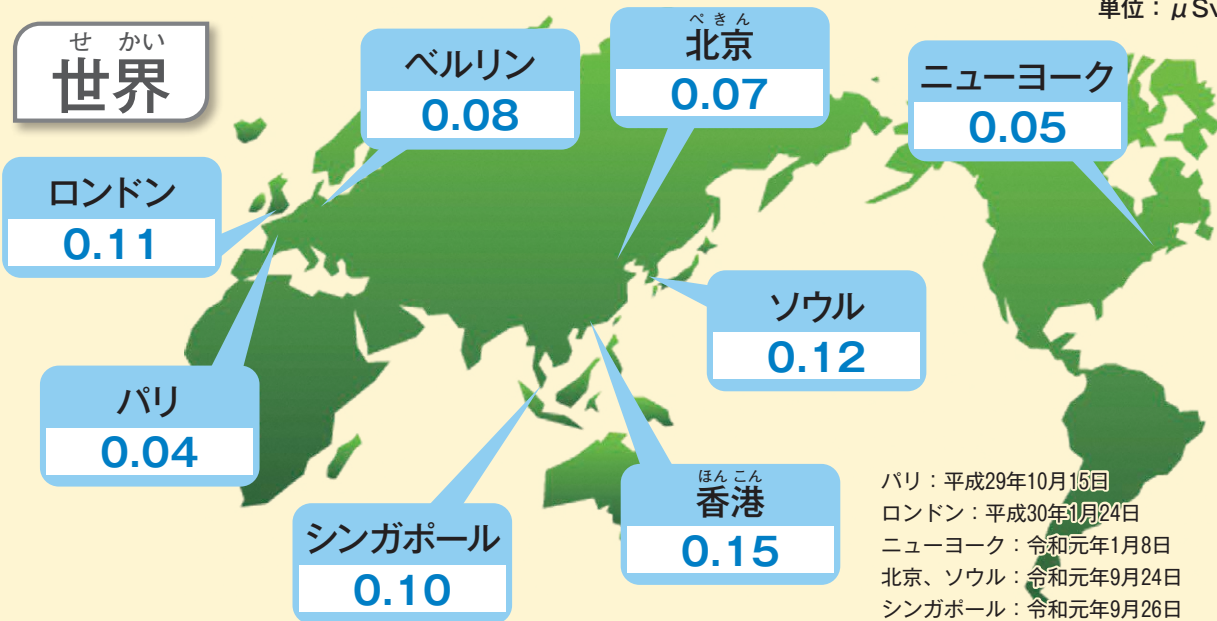 単位：μSv
せかい
世界
ベルリン
0.08
ぺきん
北京
0.07
ニューヨーク
0.05
ロンドン
0.11
ソウル
0.12
パリ
0.04
シンガポール
0.10
ほんこん
香港
0.15
パリ：平成29年10月15日
ロンドン：平成30年1月24日
ニューヨーク：令和元年1月8日
北京、ソウル：令和元年9月24日
シンガポール：令和元年9月26日